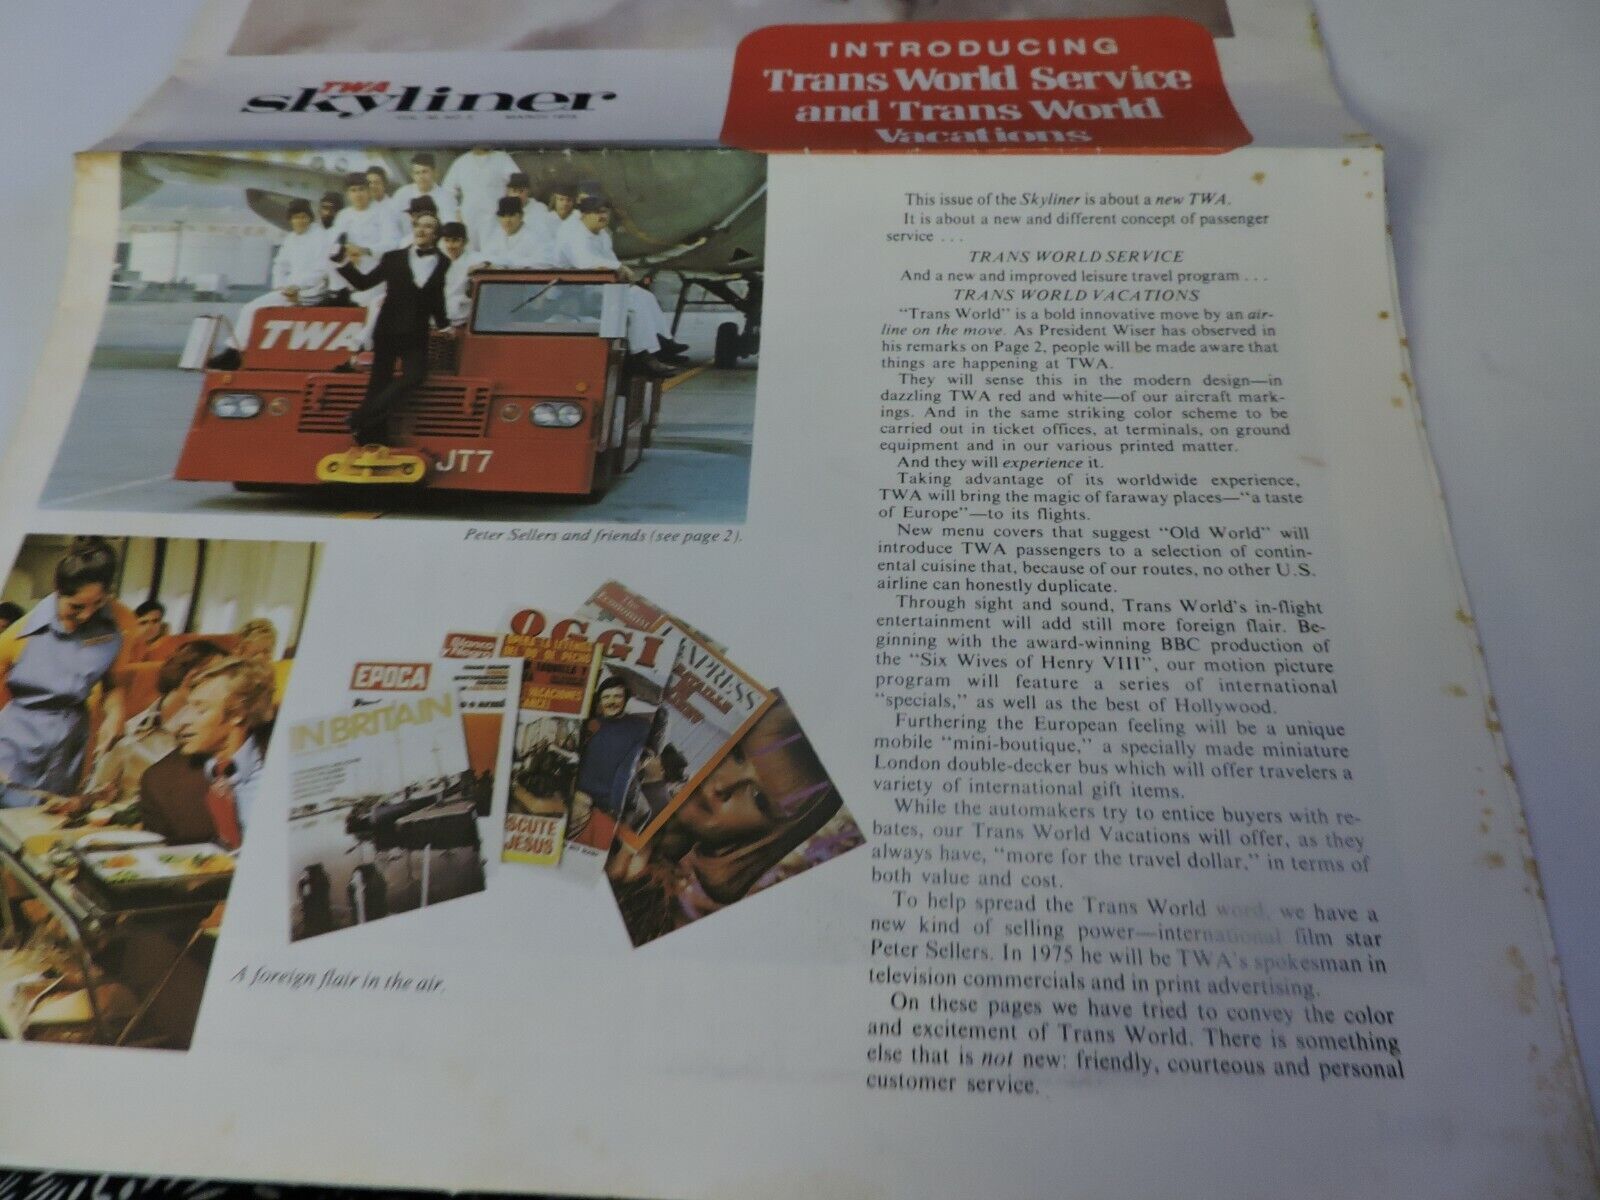 TWA
skyliner
MARCH 1975
INTRODUCING
Trans World Service
and Trans World
Vacations
TWA
JT7
Peter Sellers and friends (see page 2).
EPOCA
IN BRITAIN
OGGI
The Economist
EXPRESS
SCUTE
JESUS
A foreign flair in the air.
This issue of the Skyliner is about a new TWA.
It is about a new and different concept of passenger
service . . .
TRANS WORLD SERVICE
And a new and improved leisure travel program . . .
TRANS WORLD VACATIONS
"Trans World" is a bold innovative move by an air-
line on the move. As President Wiser has observed in
his remarks on Page 2, people will be made aware that
things are happening at TWA.
They will sense this in the modern design—in
dazzling TWA red and white—of our aircraft mark-
ings. And in the same striking color scheme to be
carried out in ticket offices, at terminals, on ground
equipment and in our various printed matter.
And they will experience it.
Taking advantage of its worldwide experience,
TWA will bring the magic of faraway places—"a taste
of Europe"—to its flights.
New menu covers that suggest "Old World" will
introduce TWA passengers to a selection of contin-
ental cuisine that, because of our routes, no other U.S.
airline can honestly duplicate.
Through sight and sound, Trans World's in-flight
entertainment will add still more foreign flair. Be-
ginning with the award-winning BBC production of
the "Six Wives of Henry VIII", our motion picture
program will feature a series of international
"specials," as well as the best of Hollywood.
Furthering the European feeling will be a unique
mobile "mini-boutique," a specially made miniature
London double-decker bus which will offer travelers a
variety of international gift items.
While the automakers try to entice buyers with re-
bates, our Trans World Vacations will offer, as they
always have, "more for the travel dollar," in terms of
both value and cost.
To help spread the Trans World word, we have a
new kind of selling power—international film star
Peter Sellers. In 1975 he will be TWA's spokesman in
television commercials and in print advertising.
On these pages we have tried to convey the color
and excitement of Trans World. There is something
else that is not new: friendly, courteous and personal
customer service.